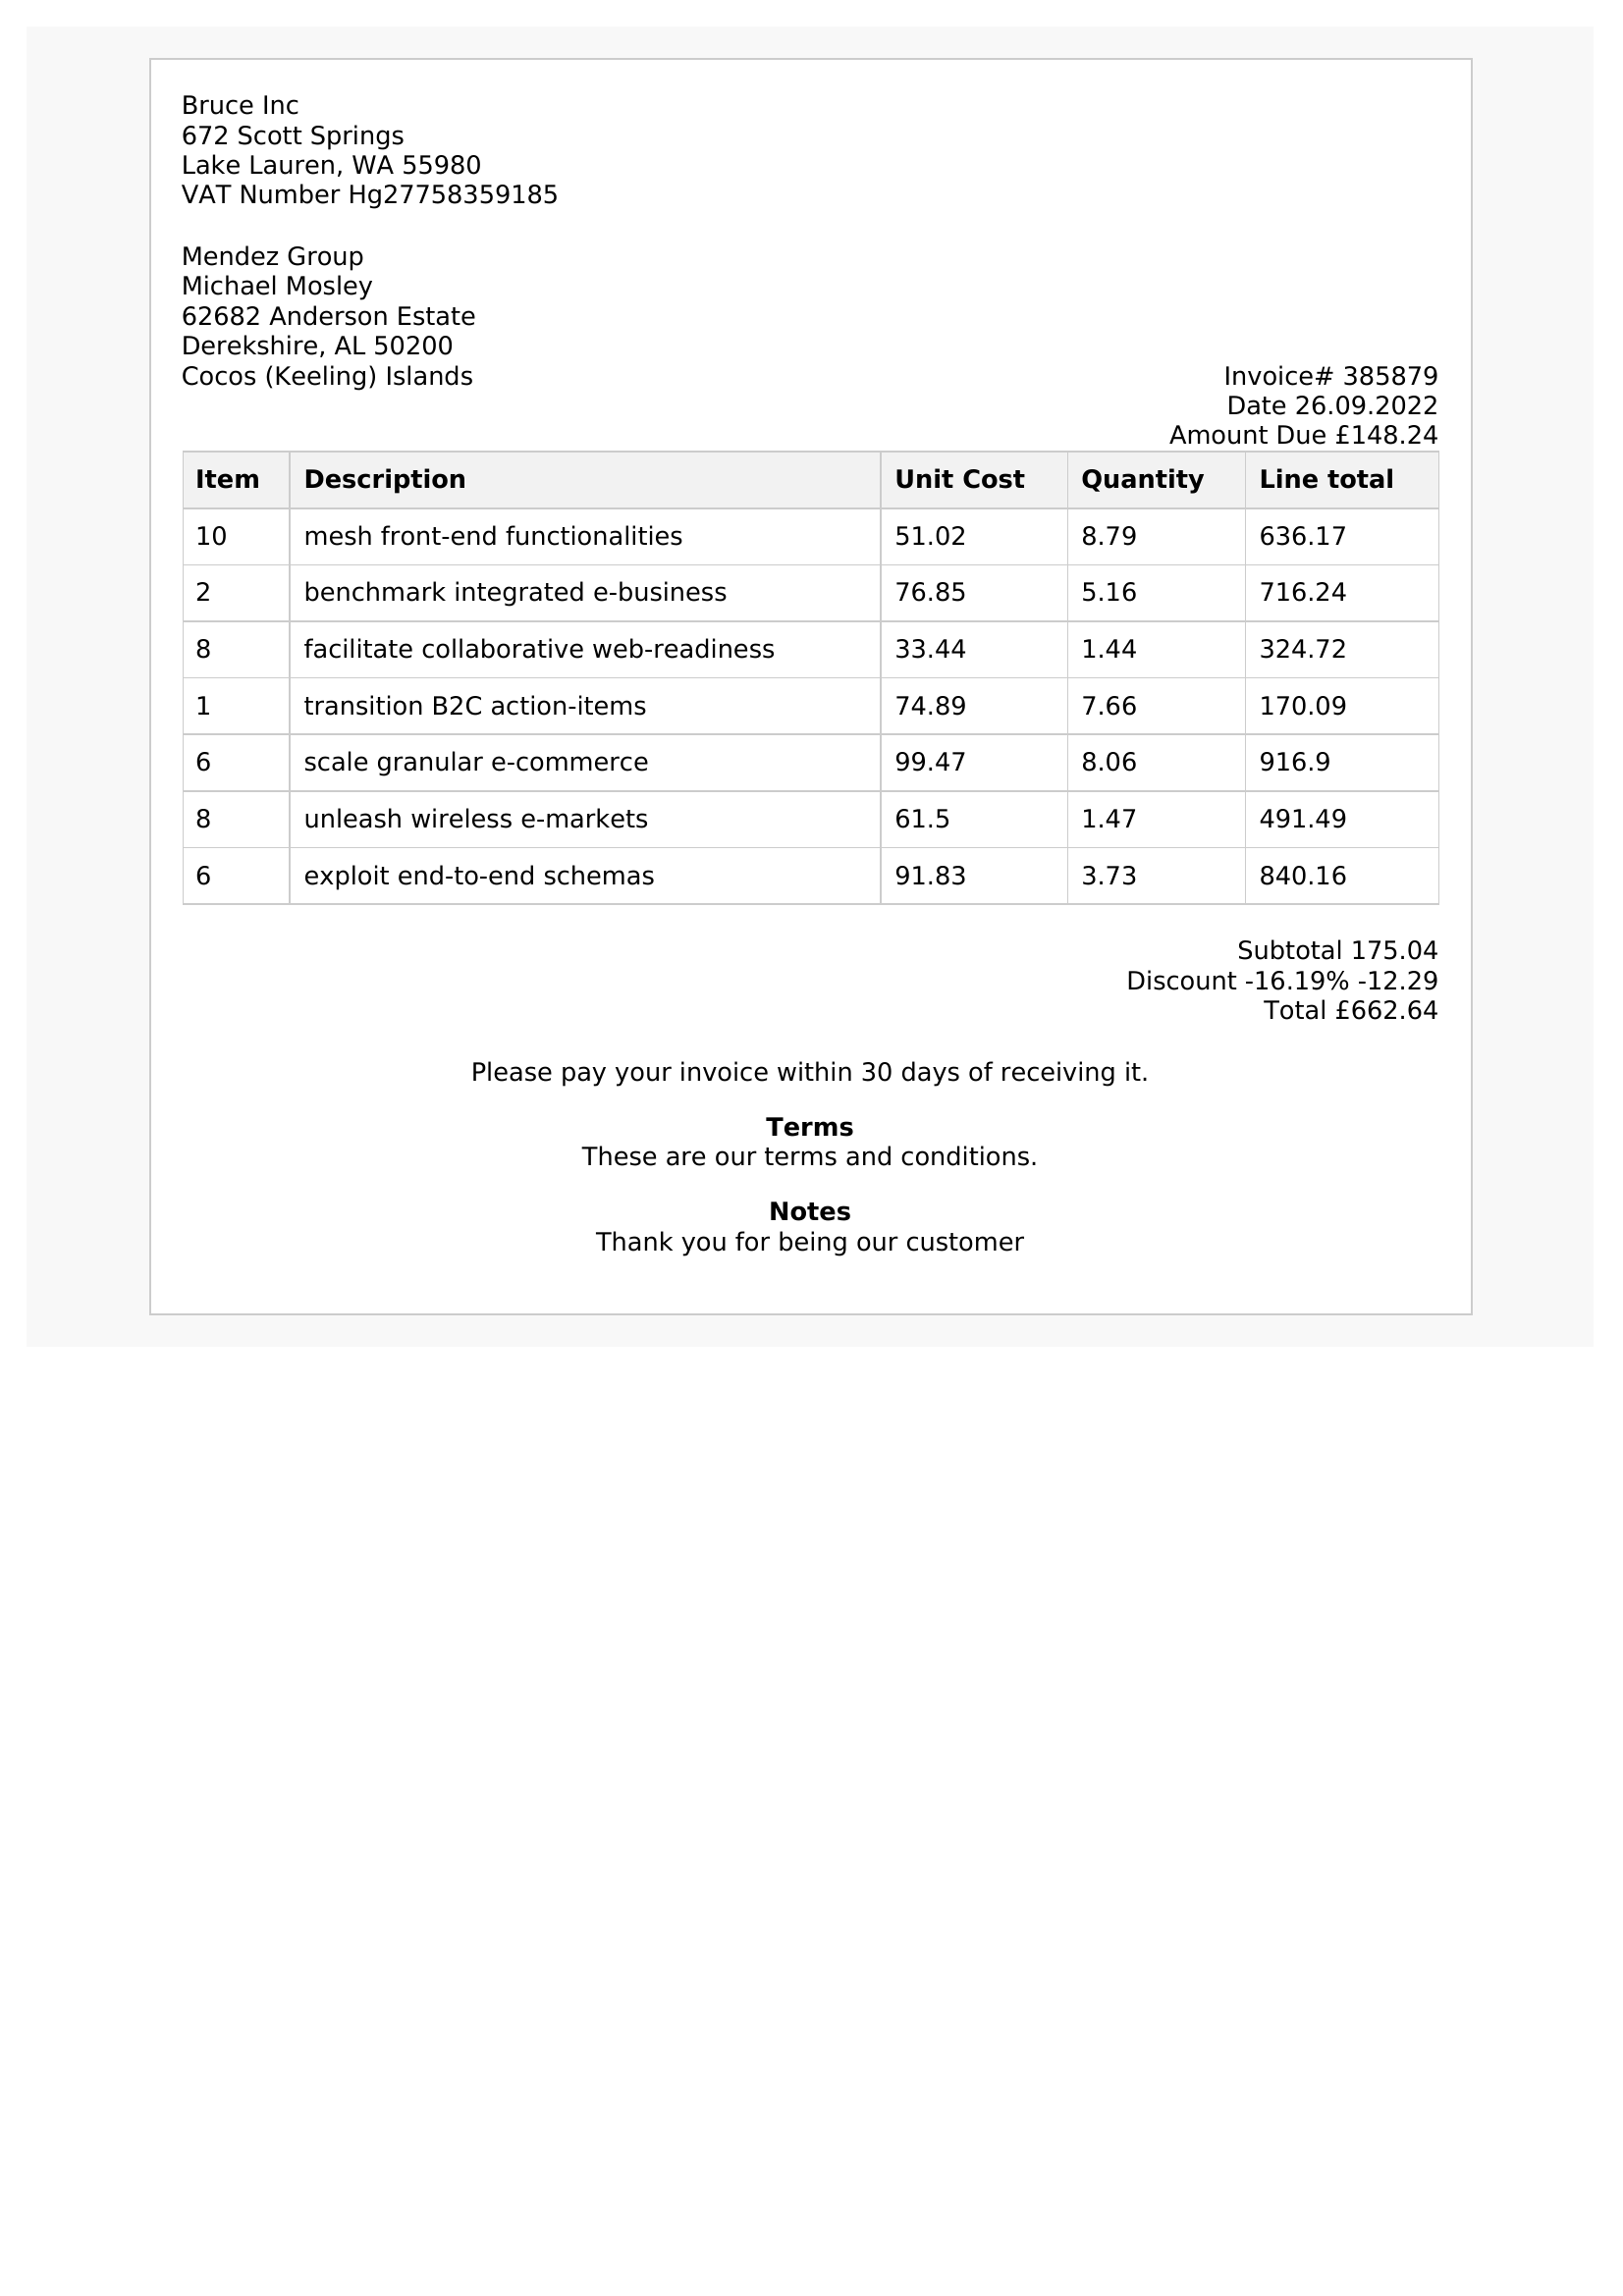 Bruce Inc
672 Scott Springs
Lake Lauren, WA 55980
VAT Number Hg27758359185
Mendez Group
Michael Mosley
62682 Anderson Estate
Derekshire, AL 50200
Cocos (Keeling) Islands
Invoice# 385879
Date 26.09.2022
Amount Due £148.24
Item Description Unit Cost Quantity Line total
10 mesh front-end functionalities 51.02 8.79 636.17
2 benchmark integrated e-business 76.85 5.16 716.24
8 facilitate collaborative web-readiness 33.44 1.44 324.72
1 transition B2C action-items 74.89 7.66 170.09
6 scale granular e-commerce 99.47 8.06 916.9
8 unleash wireless e-markets 61.5 1.47 491.49
6 exploit end-to-end schemas 91.83 3.73 840.16
Subtotal 175.04
Discount -16.19% -12.29
Total £662.64
Please pay your invoice within 30 days of receiving it.
Terms
These are our terms and conditions.
Notes
Thank you for being our customer